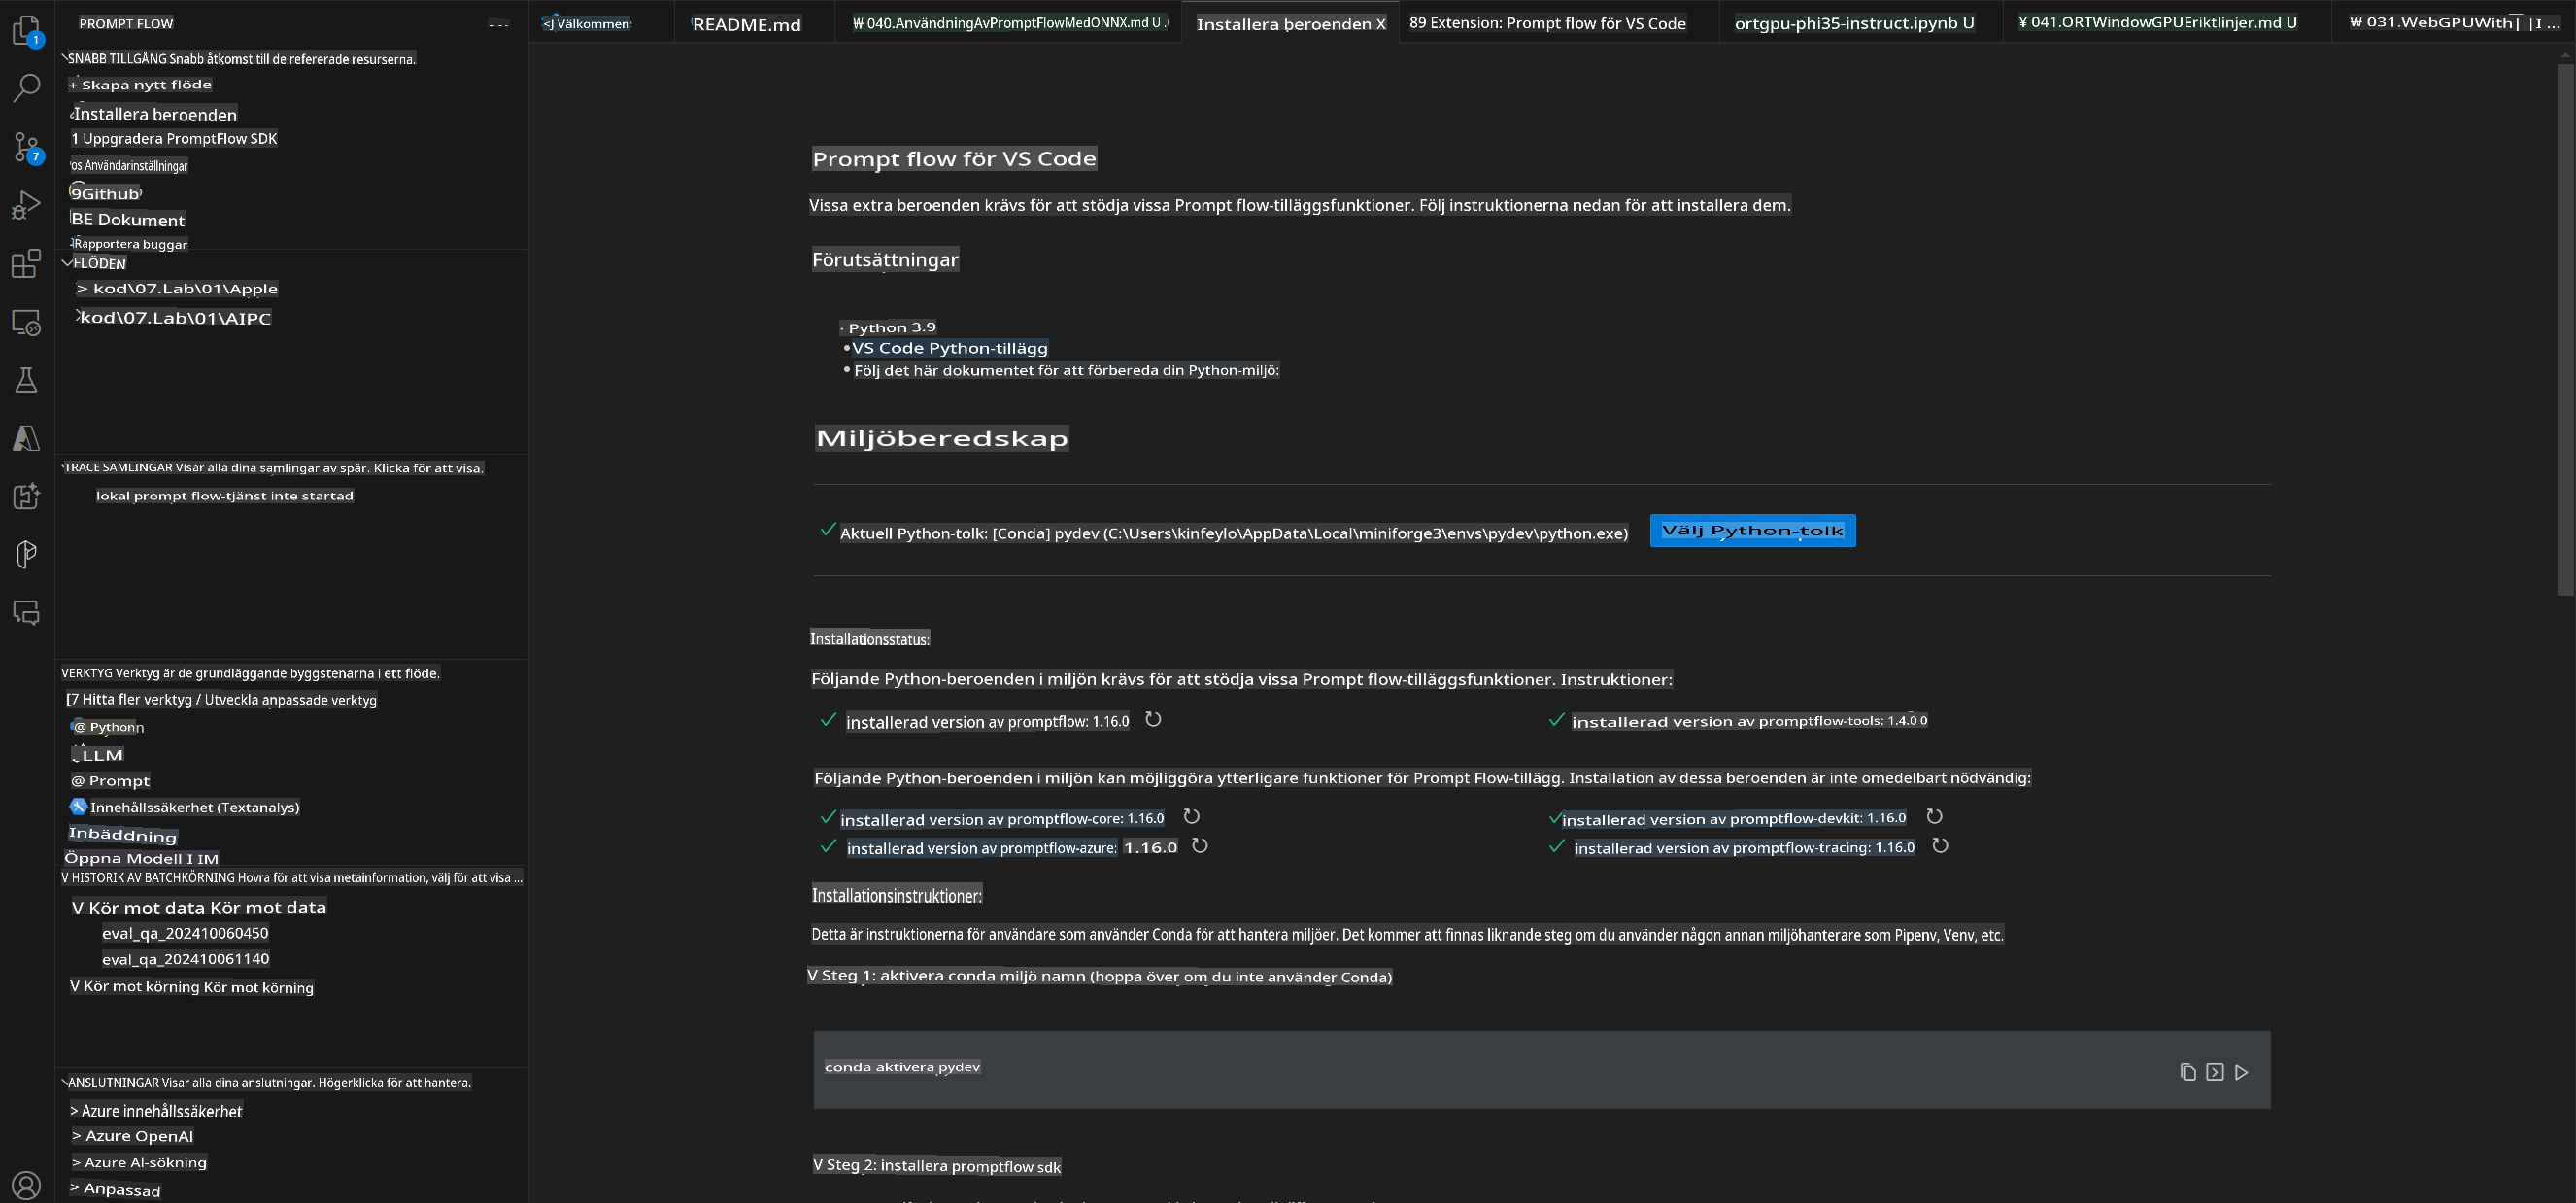 PROMPT FLOW
SNABB TILLGÅNG Snabb åtkomst till de refererade resurserna.
+ Skapa nytt flöde
Installera beroenden
1 Uppgradera PromptFlow SDK
os Användarinställningar
9Github
BE Dokument
Rapportera buggar
FLÖDEN
> kod\07.Lab\01\Apple
kod\07.Lab\01\AIPC
TRACE SAMLINGAR Visar alla dina samlingar av spår. Klicka för att visa.
lokal prompt flow-tjänst inte startad
VERKTYG Verktyg är de grundläggande byggstenarna i ett flöde.
[7 Hitta fler verktyg / Utveckla anpassade verktyg
@ Python
LLM
@ Prompt
Innehållssäkerhet (Textanalys)
Inbäddning
Öppna Modell I IM
V HISTORIK AV BATCHKÖRNING Hovra för att visa metainformation, välj för att visa ...
V Kör mot data Kör mot data
eval_qa_202410060450
eval_qa_202410061140
V Kör mot körning Kör mot körning
ANSLUTNINGAR Visar alla dina anslutningar. Högerklicka för att hantera.
> Azure innehållssäkerhet
> Azure OpenAI
> Azure AI-sökning
> Anpassad
<J Välkommen
README.md
₩ 040.AnvändningAvPromptFlowMedONNX.md U .
Installera beroenden X
89 Extension: Prompt flow för VS Code
ortgpu-phi35-instruct.ipynb U
¥ 041.ORTWindowGPUEriktlinjer.md U
₩ 031.WebGPUWith| |I ...
Prompt flow för VS Code
Vissa extra beroenden krävs för att stödja vissa Prompt flow-tilläggsfunktioner. Följ instruktionerna nedan för att installera dem.
Förutsättningar
· Python 3.9
• VS Code Python-tillägg
• Följ det här dokumentet för att förbereda din Python-miljö:
Miljöberedskap
Aktuell Python-tolk: [Conda] pydev (C:\Users\kinfeylo\AppData\Local\miniforge3\envs\pydev\python.exe)
Välj Python-tolk
Installationsstatus:
Följande Python-beroenden i miljön krävs för att stödja vissa Prompt flow-tilläggsfunktioner. Instruktioner:
installerad version av promptflow: 1.16.0
installerad version av promptflow-tools: 1.4.0 0
Följande Python-beroenden i miljön kan möjliggöra ytterligare funktioner för Prompt Flow-tillägg. Installation av dessa beroenden är inte omedelbart nödvändig:
installerad version av promptflow-core: 1.16.0
installerad version av promptflow-devkit: 1.16.0
installerad version av promptflow-azure: 1.16.0
installerad version av promptflow-tracing: 1.16.0
Installationsinstruktioner:
Detta är instruktionerna för användare som använder Conda för att hantera miljöer. Det kommer att finnas liknande steg om du använder någon annan miljöhanterare som Pipenv, Venv, etc.
V Steg 1: aktivera conda miljö namn (hoppa över om du inte använder Conda)
conda aktivera pydev
V Steg 2: installera promptflow sdk
1
7